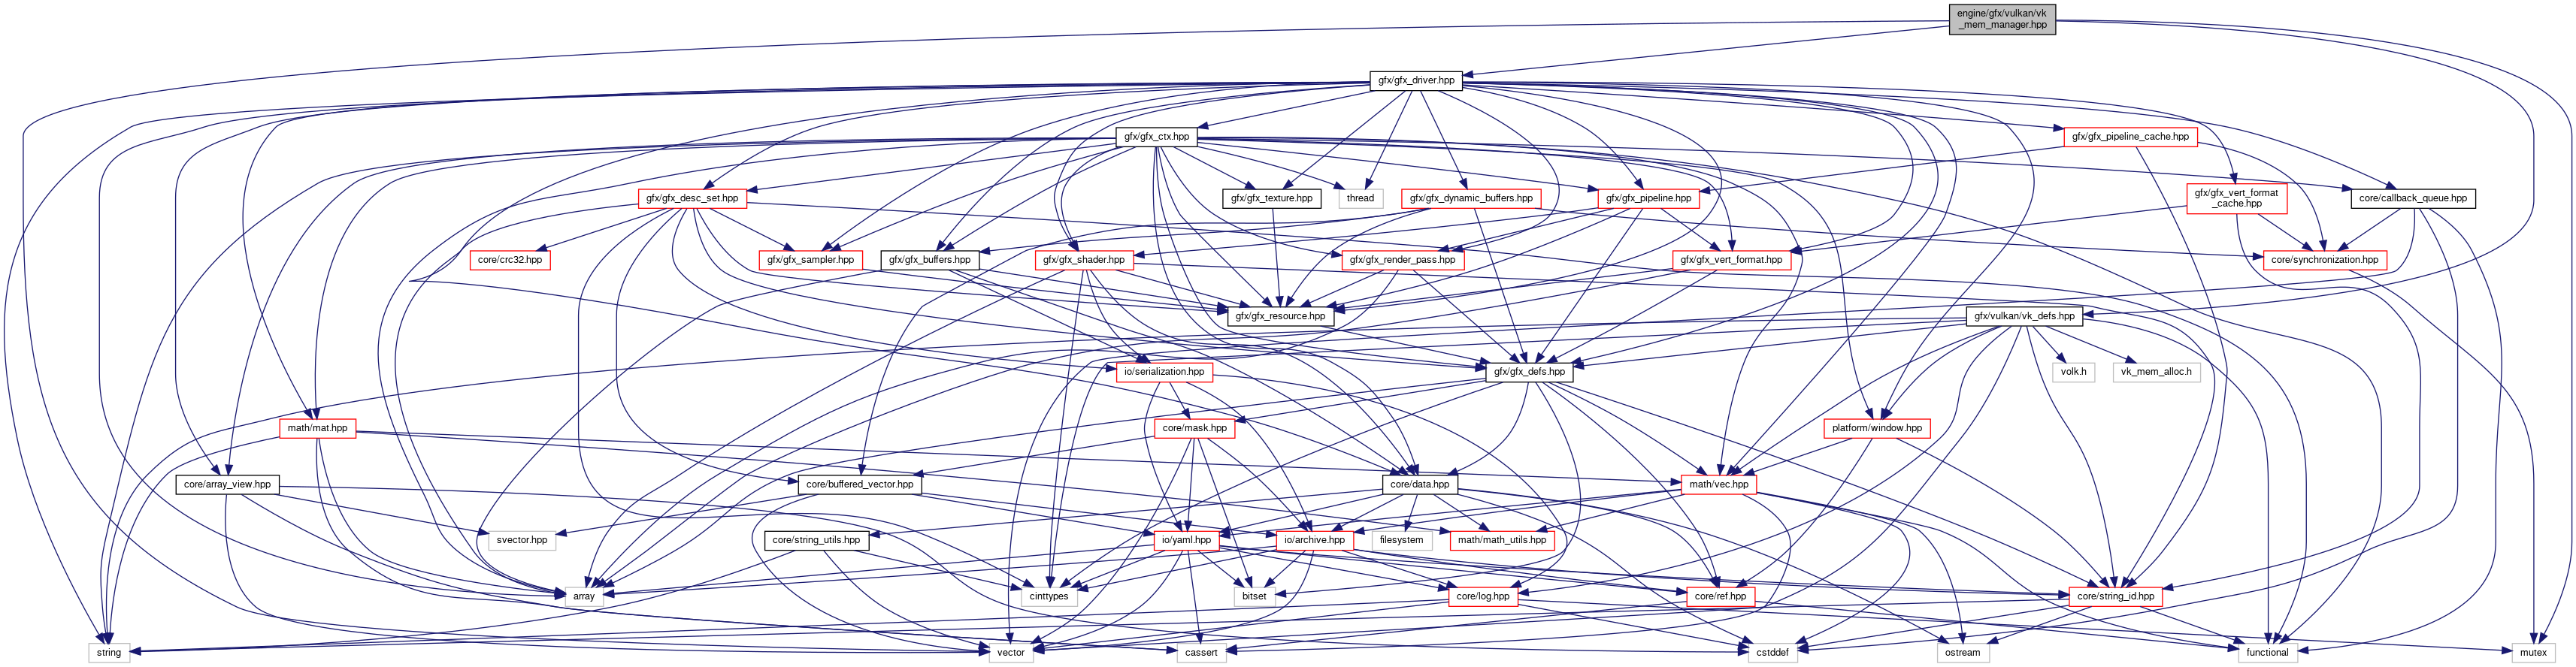 engine/gfx/vulkan/vk
_mem_manager.hpp
gfx/gfx_driver.hpp
gfx/gfx_ctx.hpp
gfx/gfx_pipeline_cache.hpp
gfx/gfx_desc_set.hpp
gfx/gfx_texture.hpp
thread
gfx/gfx_dynamic_buffers.hpp
gfx/gfx_pipeline.hpp
gfx/gfx_vert_format
_cache.hpp
core/callback_queue.hpp
core/crc32.hpp
gfx/gfx_sampler.hpp
gfx/gfx_buffers.hpp
gfx/gfx_shader.hpp
gfx/gfx_render_pass.hpp
gfx/gfx_vert_format.hpp
core/synchronization.hpp
gfx/gfx_resource.hpp
gfx/vulkan/vk_defs.hpp
io/serialization.hpp
gfx/gfx_defs.hpp
volk.h
vk_mem_alloc.h
math/mat.hpp
core/mask.hpp
platform/window.hpp
core/array_view.hpp
core/buffered_vector.hpp
core/data.hpp
math/vec.hpp
svector.hpp
core/string_utils.hpp
io/yaml.hpp
io/archive.hpp
filesystem
math/math_utils.hpp
array
cinttypes
bitset
core/log.hpp
core/ref.hpp
core/string_id.hpp
string
vector
cassert
cstddef
ostream
functional
mutex